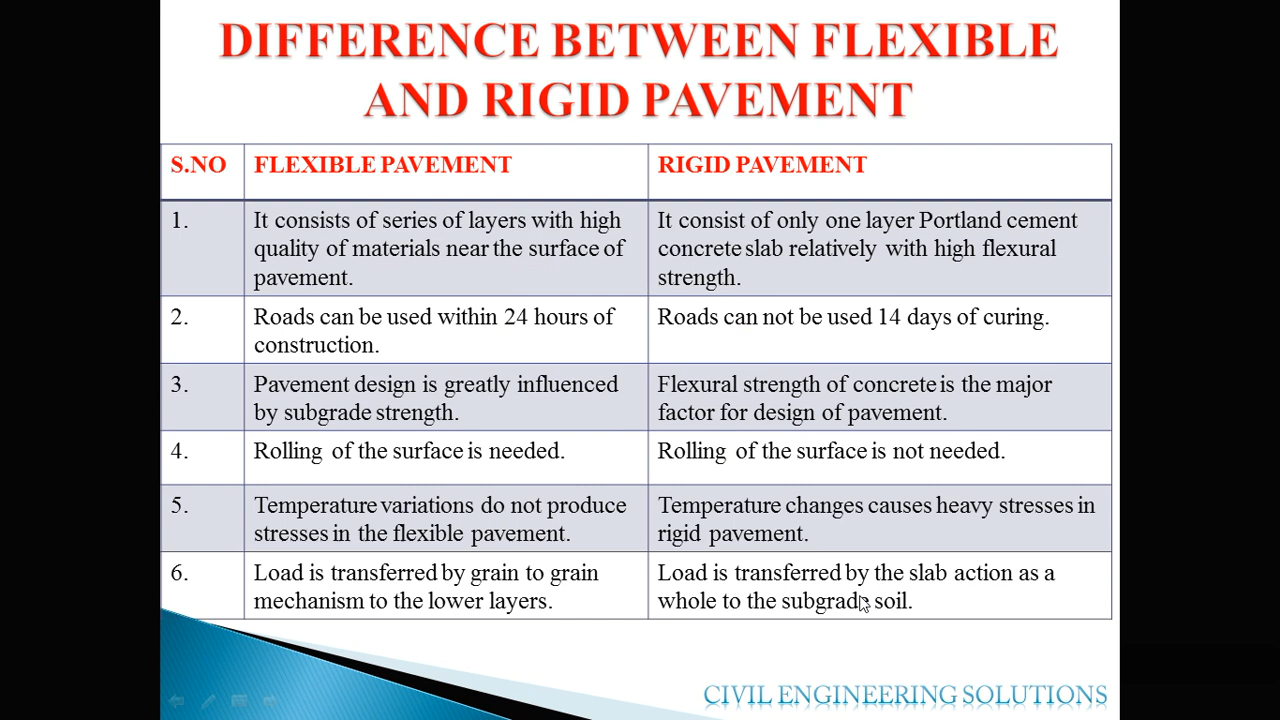 DIFFERENCE BETWEEN FLEXIBLE
AND RIGID PAVEMENT
S.NO FLEXIBLE PAVEMENT RIGID PAVEMENT
1. It consists of series of layers with high
quality of materials near the surface of
pavement.
It consist of only one layer Portland cement
concrete slab relatively with high flexural
strength.
2. Roads can be used within 24 hours of
construction.
Roads can not be used 14 days of curing.
3. Pavement design is greatly influenced
by subgrade strength.
Flexural strength of concrete is the major
factor for design of pavement.
4. Rolling of the surface is needed.
Rolling of the surface is not needed.
5. Temperature variations do not produce
stresses in the flexible pavement.
Temperature changes causes heavy stresses in
rigid pavement.
6. Load is transferred by grain to grain
mechanism to the lower layers.
Load is transferred by the slab action as a
whole to the subgrade soil.
CIVIL ENGINEERING SOLUTIONS